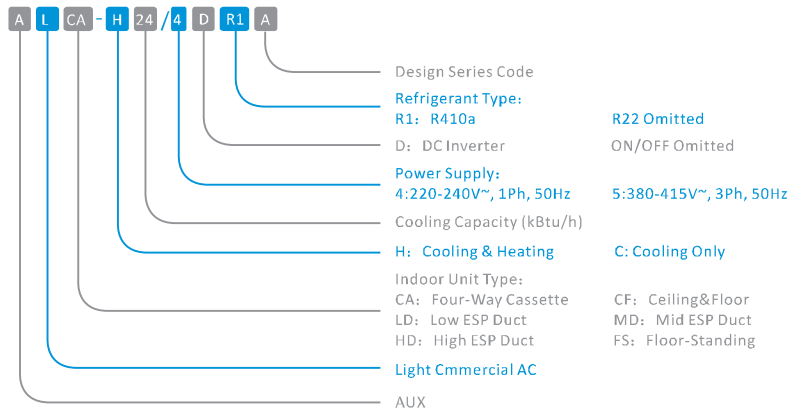 A L CA - H 24 / 4 D R1 A
Design Series Code
Refrigerant Type:
R1: R410a R22 Omitted
D: DC Inverter ON/OFF Omitted
Power Supply:
4:220-240V~, 1Ph, 50Hz 5:380-415V~, 3Ph, 50Hz
Cooling Capacity (kBtu/h)
H: Cooling & Heating C: Cooling Only
Indoor Unit Type:
CA: Four-Way Cassette CF: Ceiling&Floor
LD: Low ESP Duct MD: Mid ESP Duct
HD: High ESP Duct FS: Floor-Standing
Light Cmmercial AC
AUX